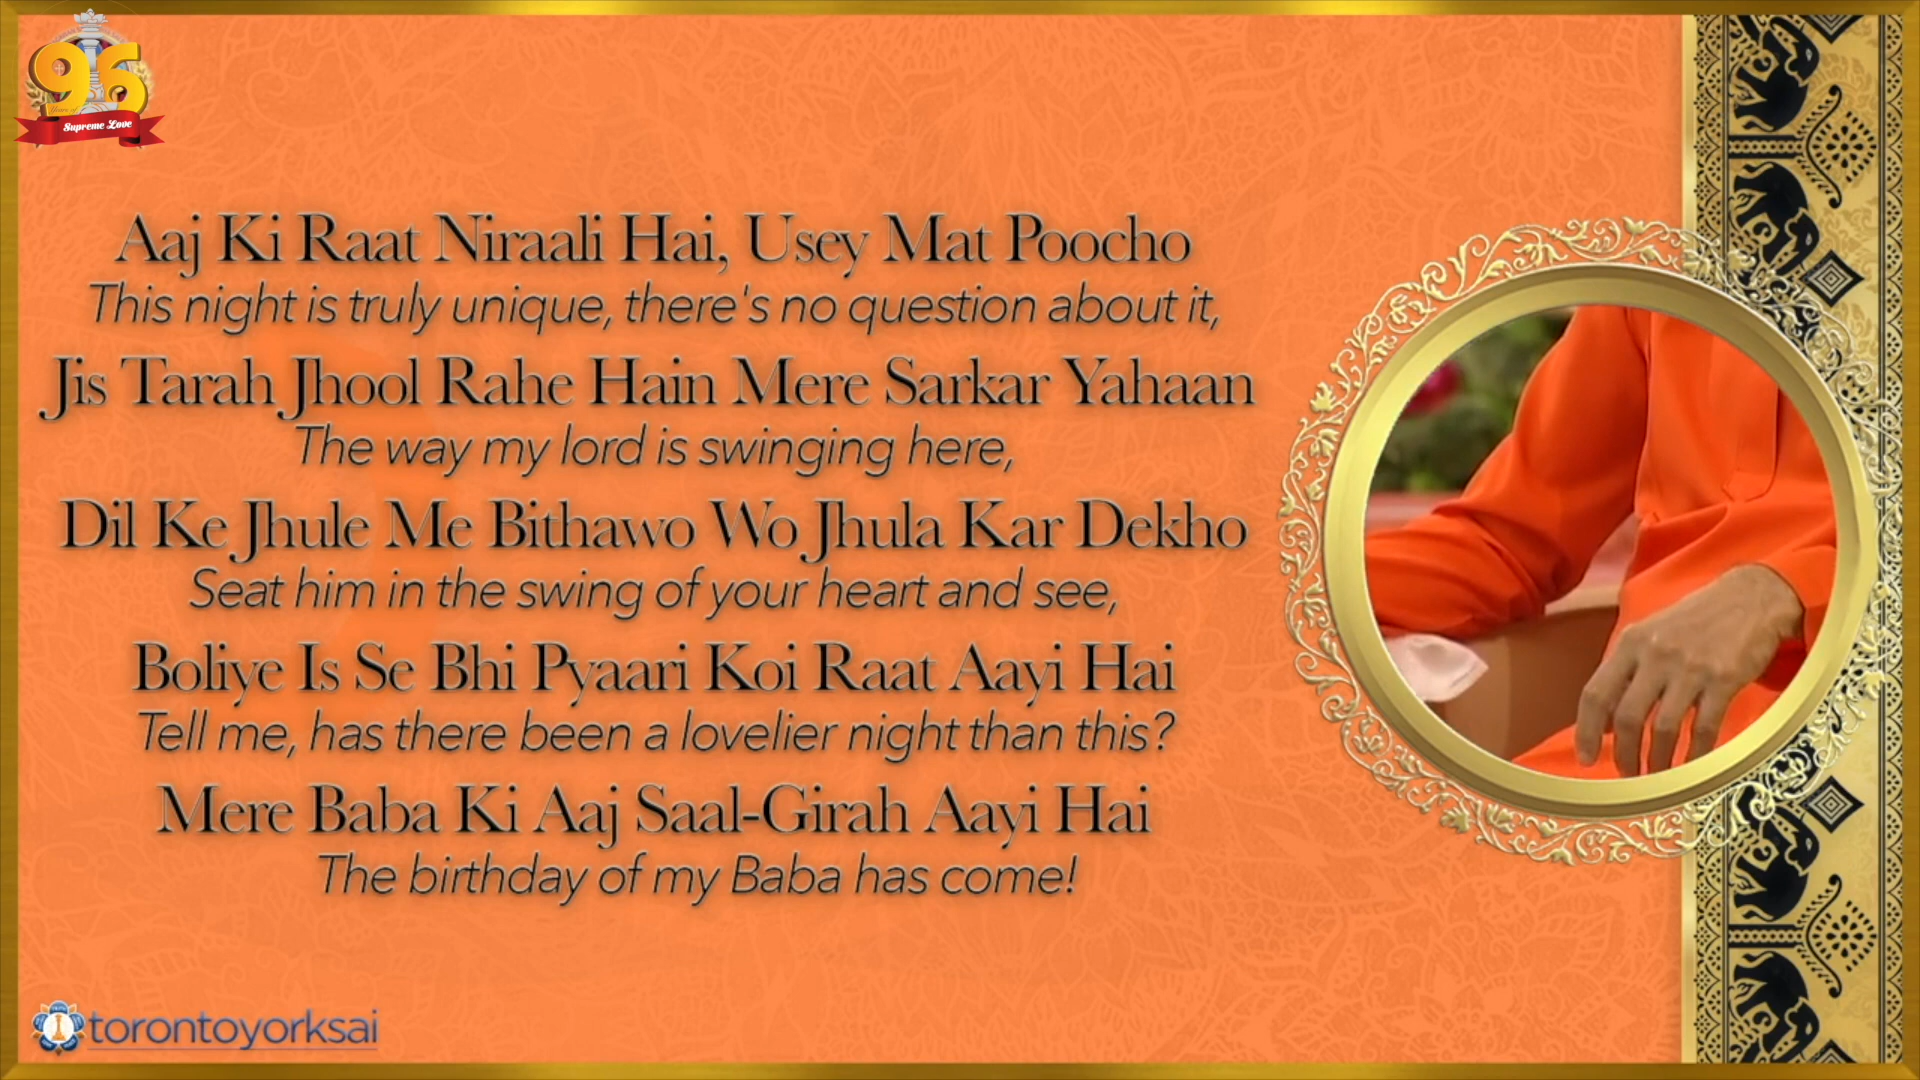 96
Years of
Supreme Love
Aaj Ki Raat Niraali Hai, Usey Mat Poocho
This night is truly unique, there's no question about it,
Jis Tarah Jhool Rahe Hain Mere Sarkar Yahaan
The way my lord is swinging here,
Dil Ke Jhule Me Bithawo Wo Jhula Kar Dekho
Seat him in the swing of your heart and see,
Boliye Is Se Bhi Pyaari Koi Raat Aayi Hai
Tell me, has there been a lovelier night than this?
Mere Baba Ki Aaj Saal-Girah Aayi Hai
The birthday of my Baba has come!
torontoyorksai